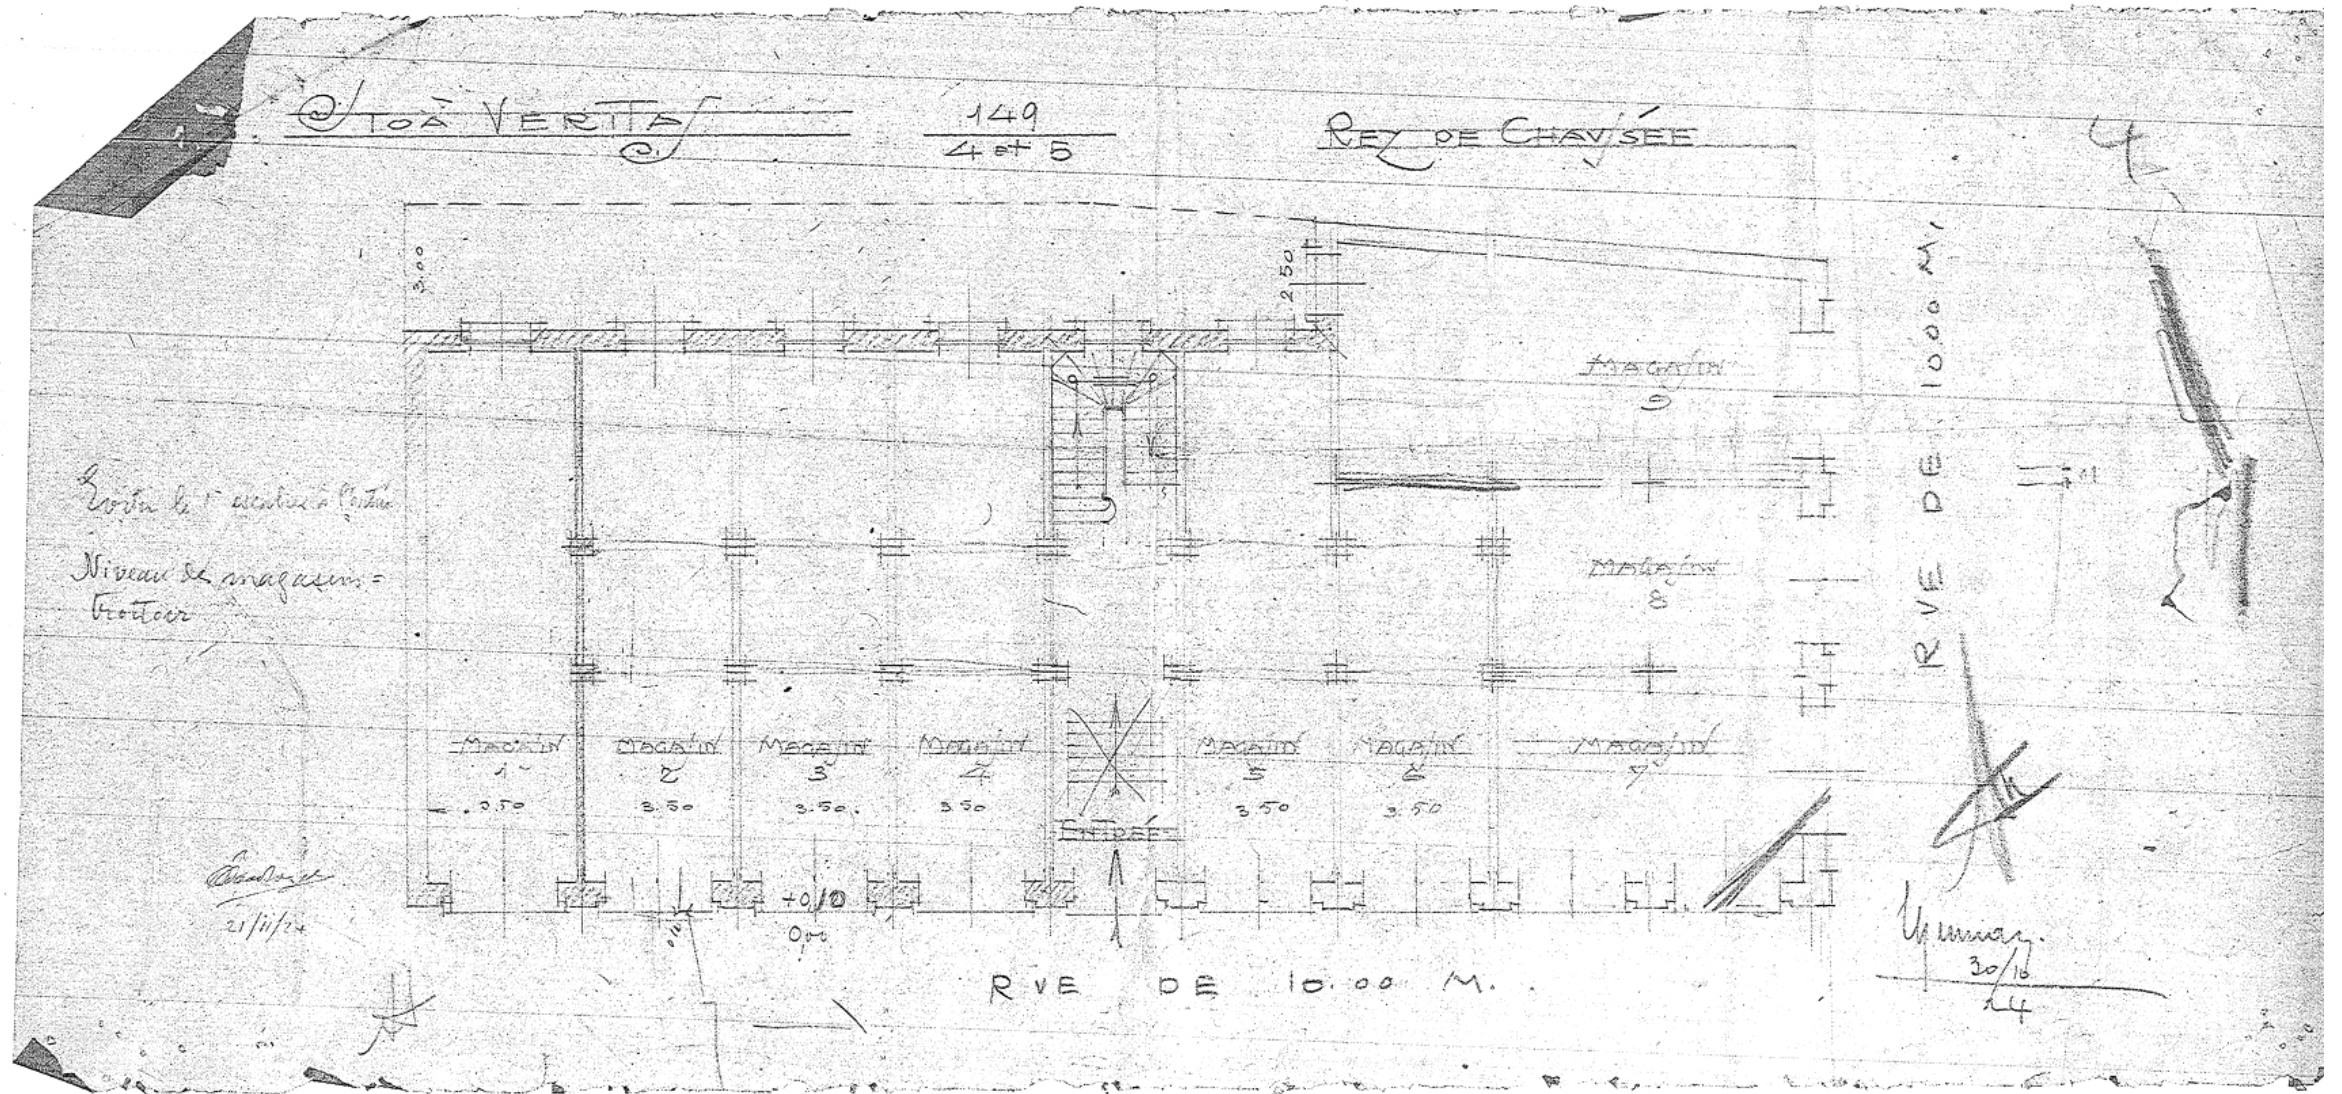 STOÀ VERITAS
149
4 et 5
REZ DE CHAVSSÉE
4
3.00
2,50
RVE DE 10.00 M.
MAGASIN
9
Niveau des magasins =
trottoir
MAGASIN
8
MAGASIN
1
3.50
MAGASIN
2
3.50
MAGASIN
3
3.50
MAGASIN
4
3.50
MAGASIN
5
3.50
MAGASIN
6
3.50
MAGASIN
7
ENTRÉE
+0,10
0,00
21/11/24
RVE DE 10.00 M.
30/10
24